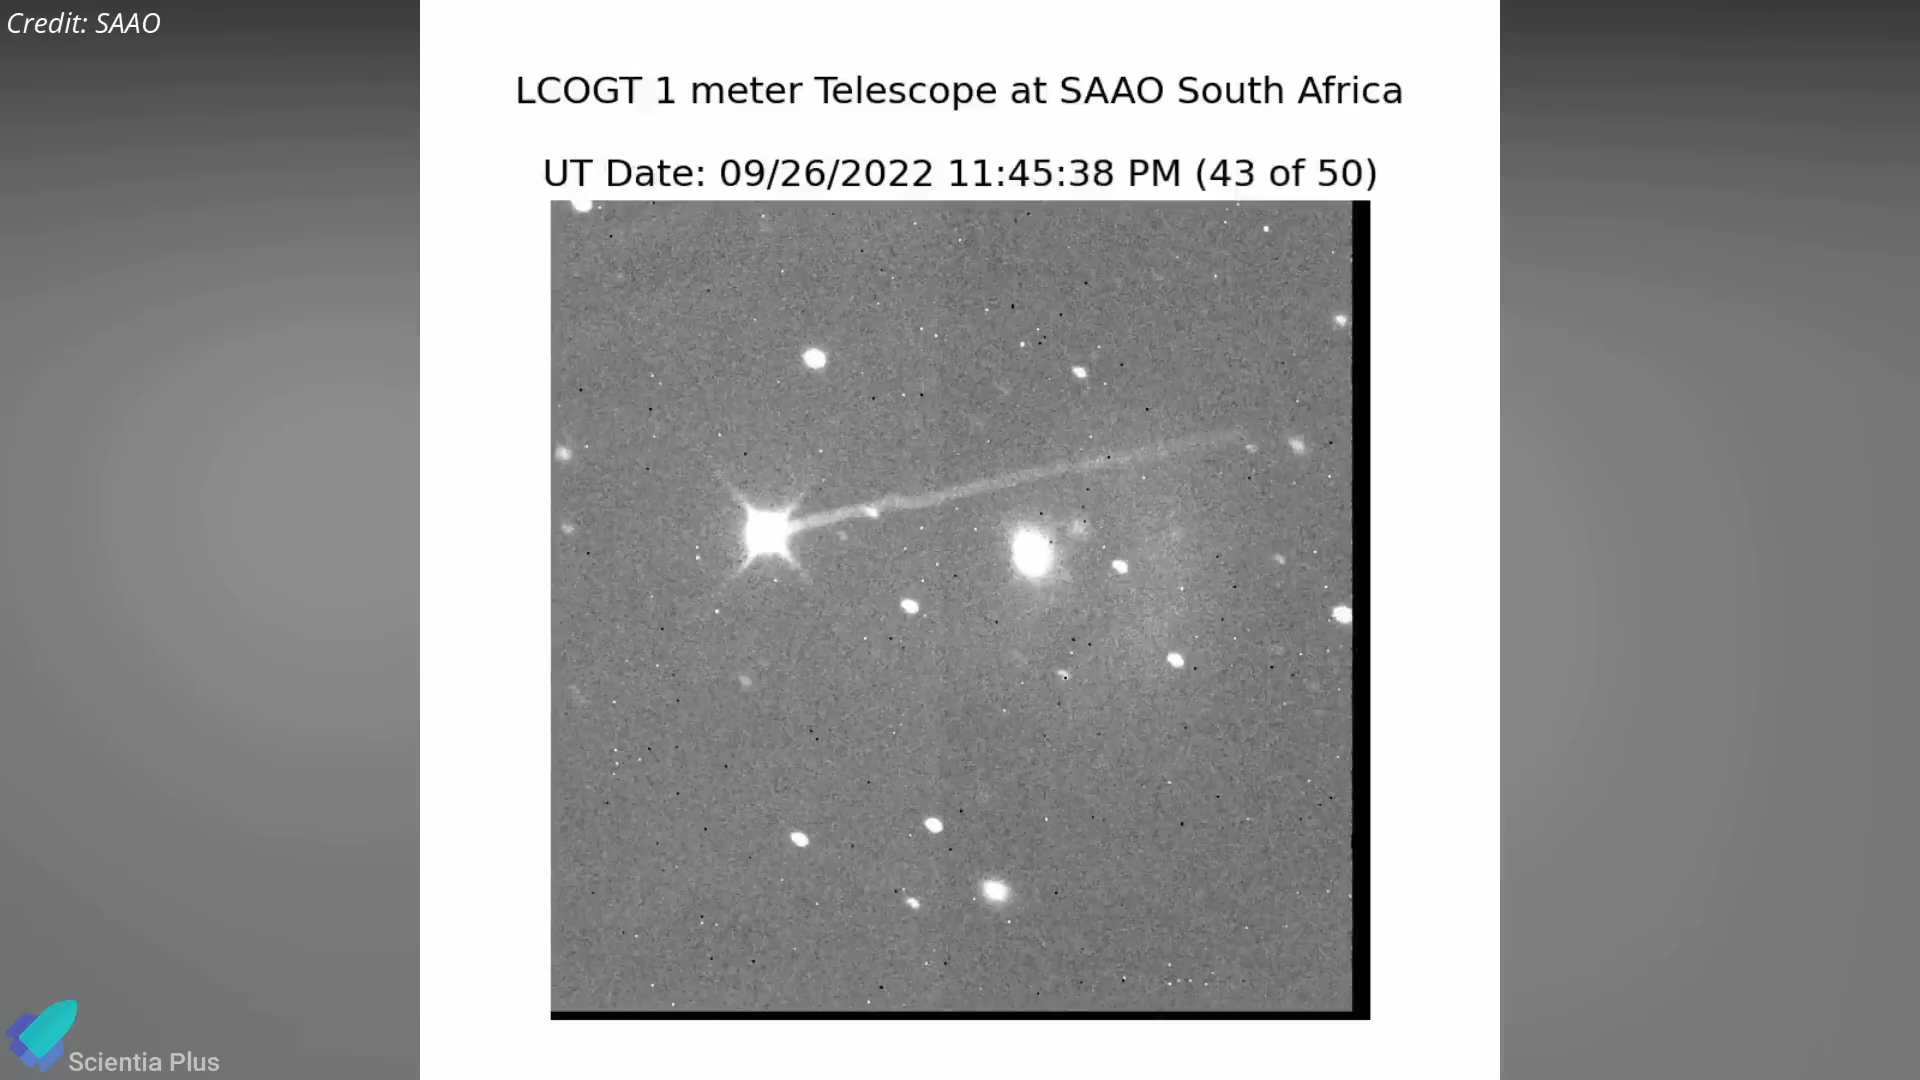 Credit: SAAO
LCOGT 1 meter Telescope at SAAO South Africa
UT Date: 09/26/2022 11:45:38 PM (43 of 50)
Scientia Plus